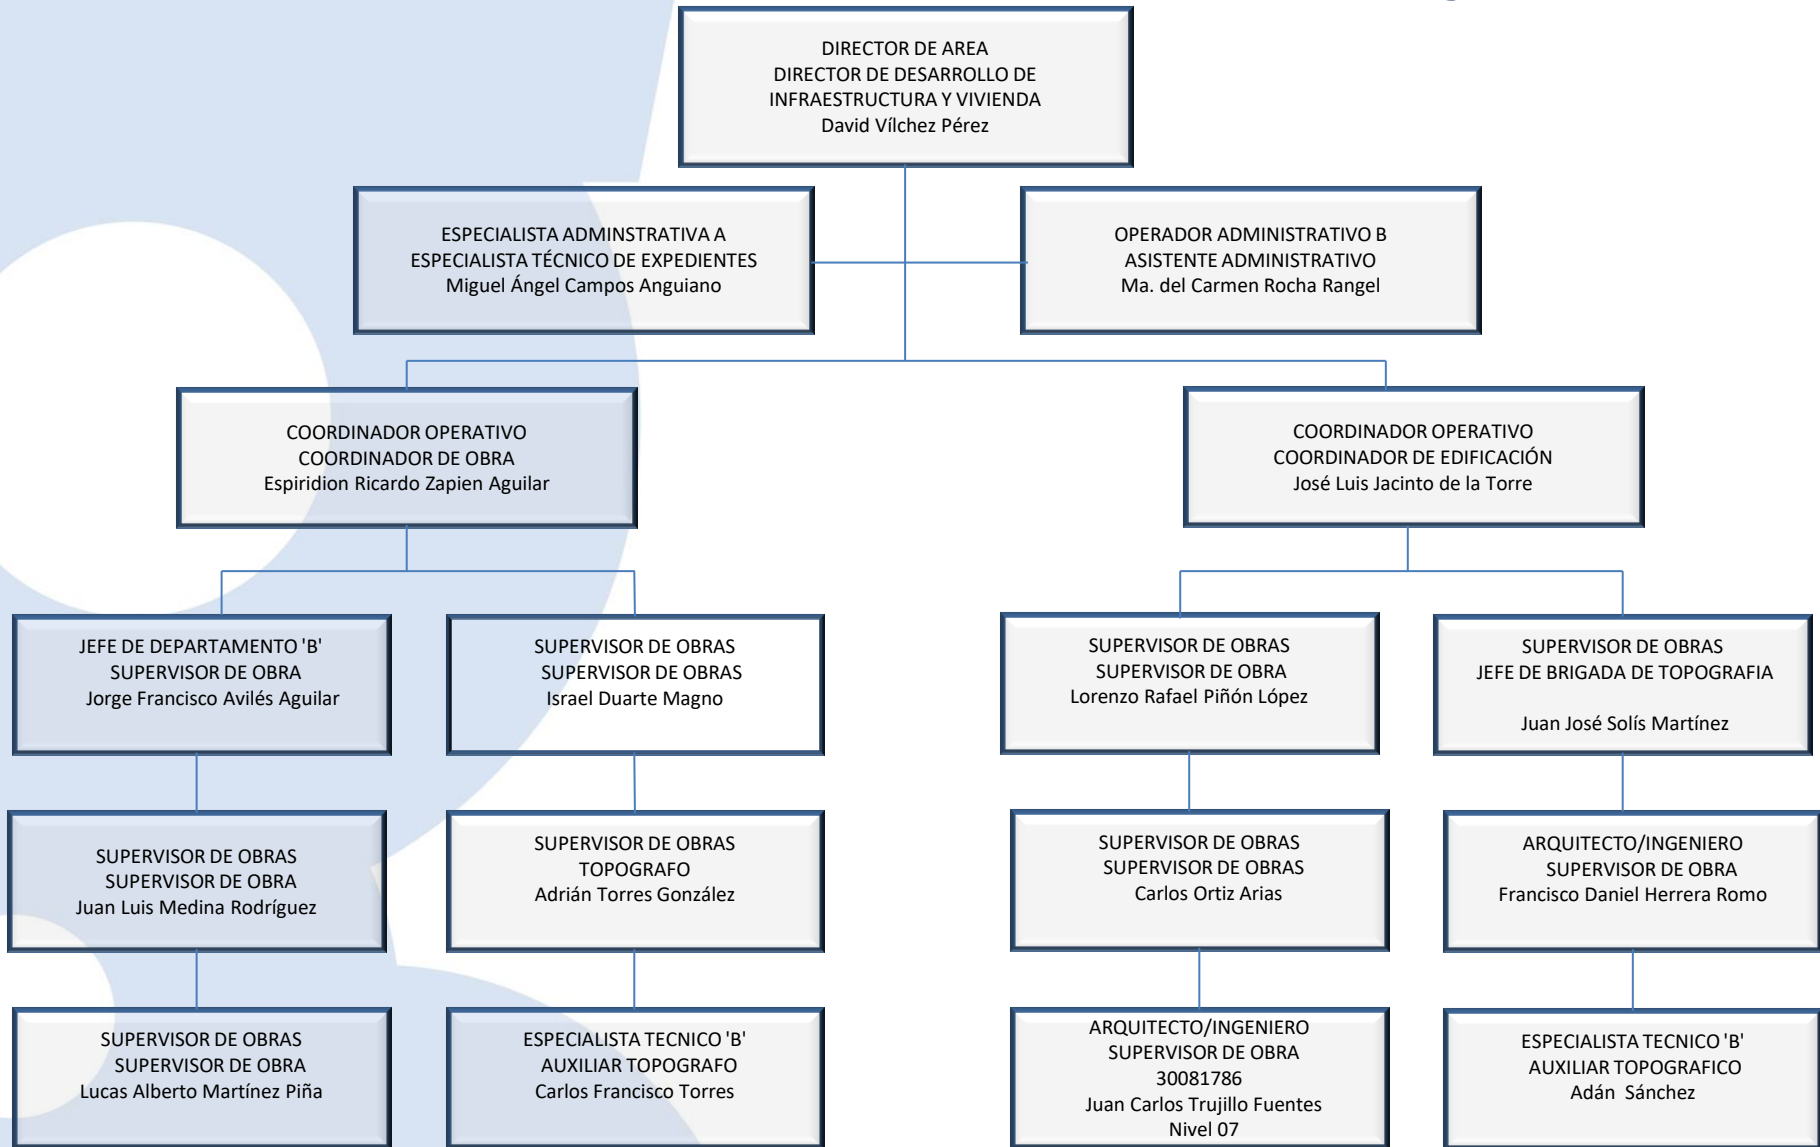 DIRECTOR DE AREA
DIRECTOR DE DESARROLLO DE
INFRAESTRUCTURA Y VIVIENDA
David Vílchez Pérez
ESPECIALISTA ADMINSTRATIVA A
ESPECIALISTA TÉCNICO DE EXPEDIENTES
Miguel Ángel Campos Anguiano
OPERADOR ADMINISTRATIVO B
ASISTENTE ADMINISTRATIVO
Ma. del Carmen Rocha Rangel
COORDINADOR OPERATIVO
COORDINADOR DE OBRA
Espiridion Ricardo Zapien Aguilar
COORDINADOR OPERATIVO
COORDINADOR DE EDIFICACIÓN
José Luis Jacinto de la Torre
JEFE DE DEPARTAMENTO 'B'
SUPERVISOR DE OBRA
Jorge Francisco Avilés Aguilar
SUPERVISOR DE OBRAS
SUPERVISOR DE OBRAS
Israel Duarte Magno
SUPERVISOR DE OBRAS
SUPERVISOR DE OBRA
Lorenzo Rafael Piñón López
SUPERVISOR DE OBRAS
JEFE DE BRIGADA DE TOPOGRAFIA
Juan José Solís Martínez
SUPERVISOR DE OBRAS
SUPERVISOR DE OBRA
Juan Luis Medina Rodríguez
SUPERVISOR DE OBRAS
TOPOGRAFO
Adrián Torres González
SUPERVISOR DE OBRAS
SUPERVISOR DE OBRAS
Carlos Ortiz Arias
ARQUITECTO/INGENIERO
SUPERVISOR DE OBRA
Francisco Daniel Herrera Romo
SUPERVISOR DE OBRAS
SUPERVISOR DE OBRA
Lucas Alberto Martínez Piña
ESPECIALISTA TECNICO 'B'
AUXILIAR TOPOGRAFO
Carlos Francisco Torres
ARQUITECTO/INGENIERO
SUPERVISOR DE OBRA
30081786
Juan Carlos Trujillo Fuentes
Nivel 07
ESPECIALISTA TECNICO 'B'
AUXILIAR TOPOGRAFICO
Adán  Sánchez